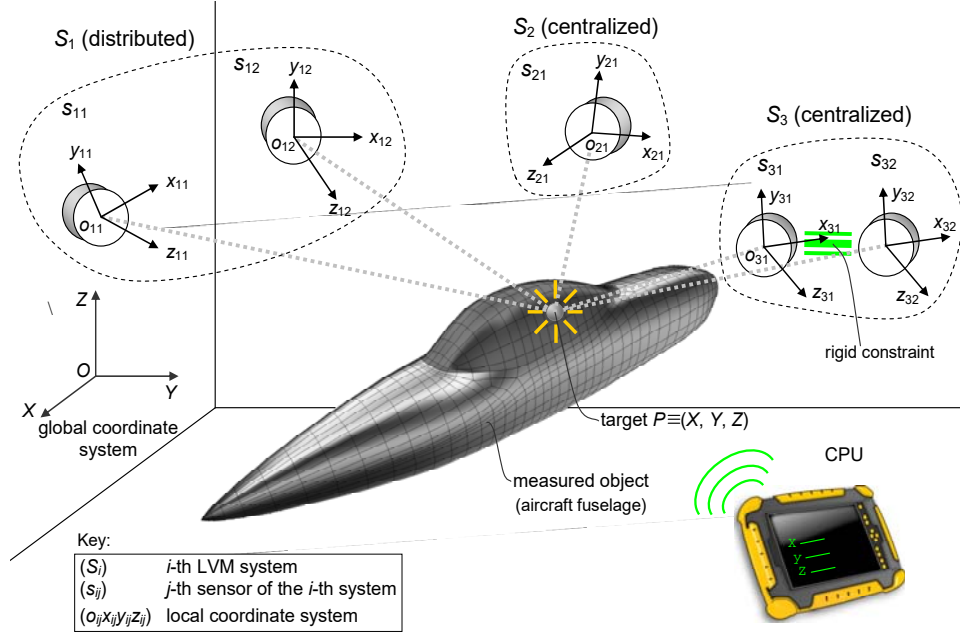 S1 (distributed)
S2 (centralized)
S3 (centralized)
s11
y11
x11
o11
z11
s12
y12
x12
o12
z12
s21
y21
x21
o21
z21
s31
y31
x31
o31
z31
s32
y32
x32
z32
rigid constraint
Z
O
Y
X
global coordinate
system
target P≡(X, Y, Z)
measured object
(aircraft fuselage)
CPU
X
Y
Z
Key:
(Si) i-th LVM system
(sij) j-th sensor of the i-th system
(oijxijyijzij) local coordinate system